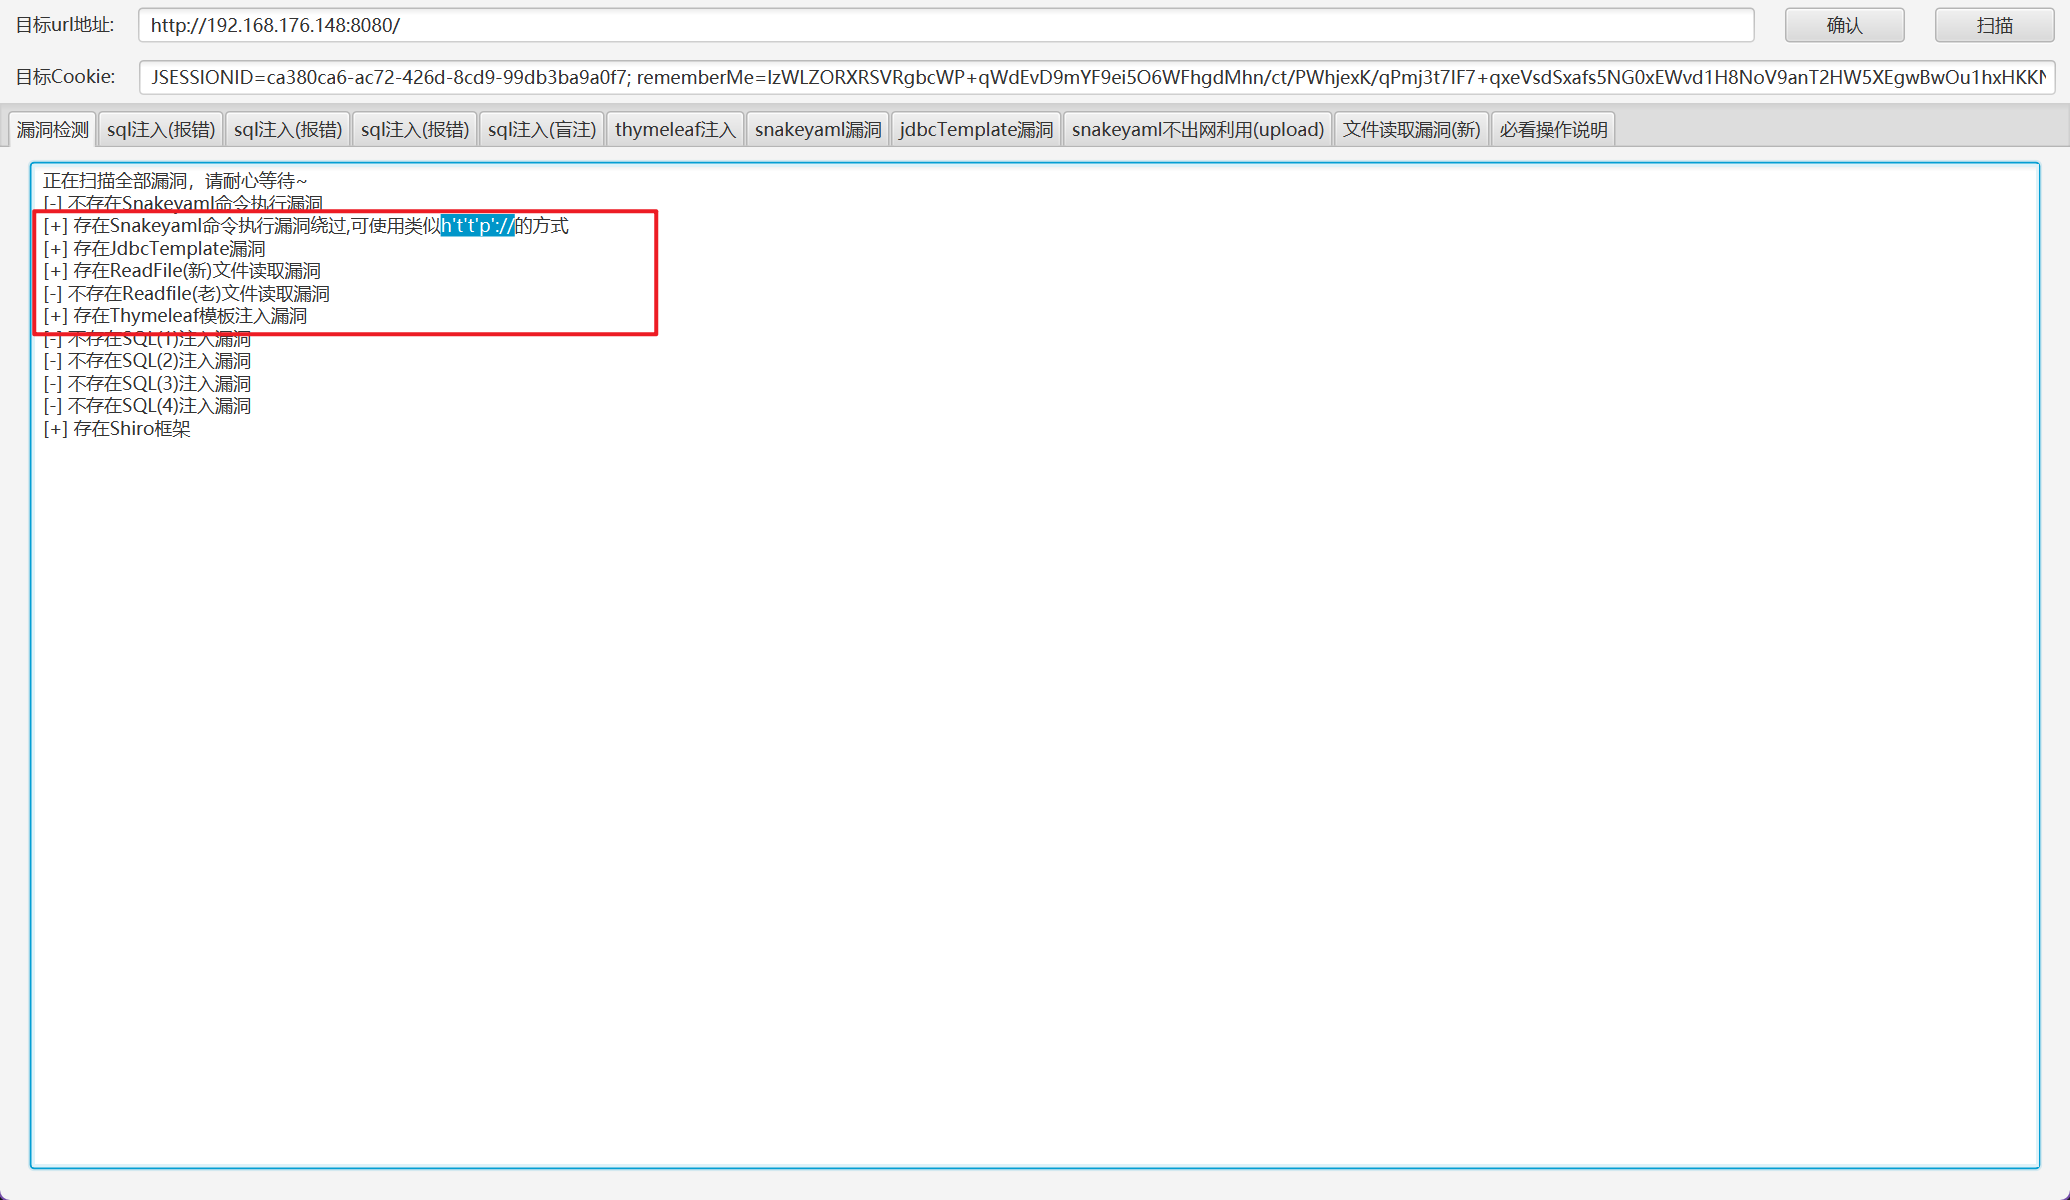 目标url地址: http://192.168.176.148:8080/ 确认 扫描
目标Cookie: JSESSIONID=ca380ca6-ac72-426d-8cd9-99db3ba9a0f7; rememberMe=IzWLZORXRSVRgbcWP+qWdEvD9mYF9ei5O6WFhgdMhn/ct/PWhjexK/qPmj3t7IF7+qxeVsdSxafs5NG0xEWvd1H8NoV9anT2HW5XEgwBwOu1hxHKKN
漏洞检测 sql注入(报错) sql注入(报错) sql注入(报错) sql注入(盲注) thymeleaf注入 snakeyaml漏洞 jdbcTemplate漏洞 snakeyaml不出网利用(upload) 文件读取漏洞(新) 必看操作说明
正在扫描全部漏洞，请耐心等待~
[-] 不存在Snakeyaml命令执行漏洞
[+] 存在Snakeyaml命令执行漏洞绕过,可使用类似h't't'p'://的方式
[+] 存在JdbcTemplate漏洞
[+] 存在ReadFile(新)文件读取漏洞
[-] 不存在Readfile(老)文件读取漏洞
[+] 存在Thymeleaf模板注入漏洞
[-] 不存在SQL(1)注入漏洞
[-] 不存在SQL(2)注入漏洞
[-] 不存在SQL(3)注入漏洞
[-] 不存在SQL(4)注入漏洞
[+] 存在Shiro框架